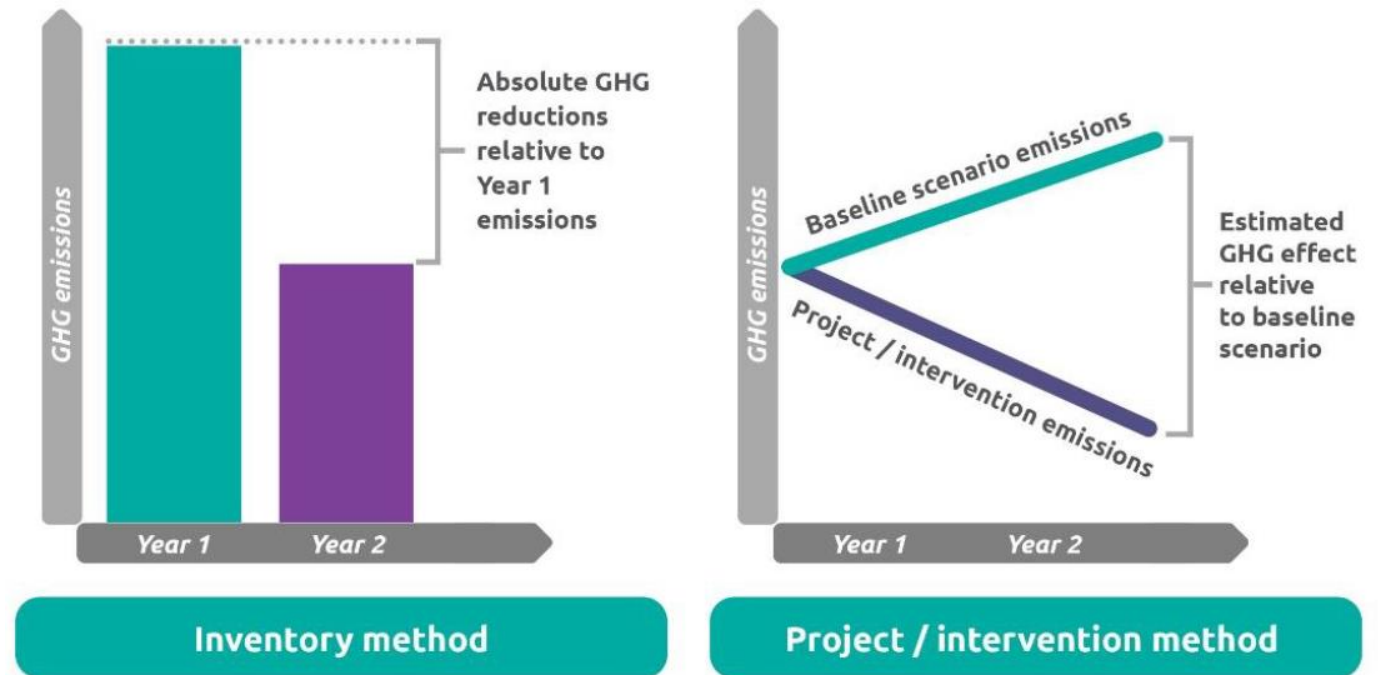 GHG emissions
Absolute GHG
reductions
relative to
Year 1
emissions
Year 1
Year 2
Inventory method
GHG emissions
Baseline scenario emissions
Project / intervention emissions
Estimated
GHG effect
relative
to baseline
scenario
Year 1
Year 2
Project / intervention method